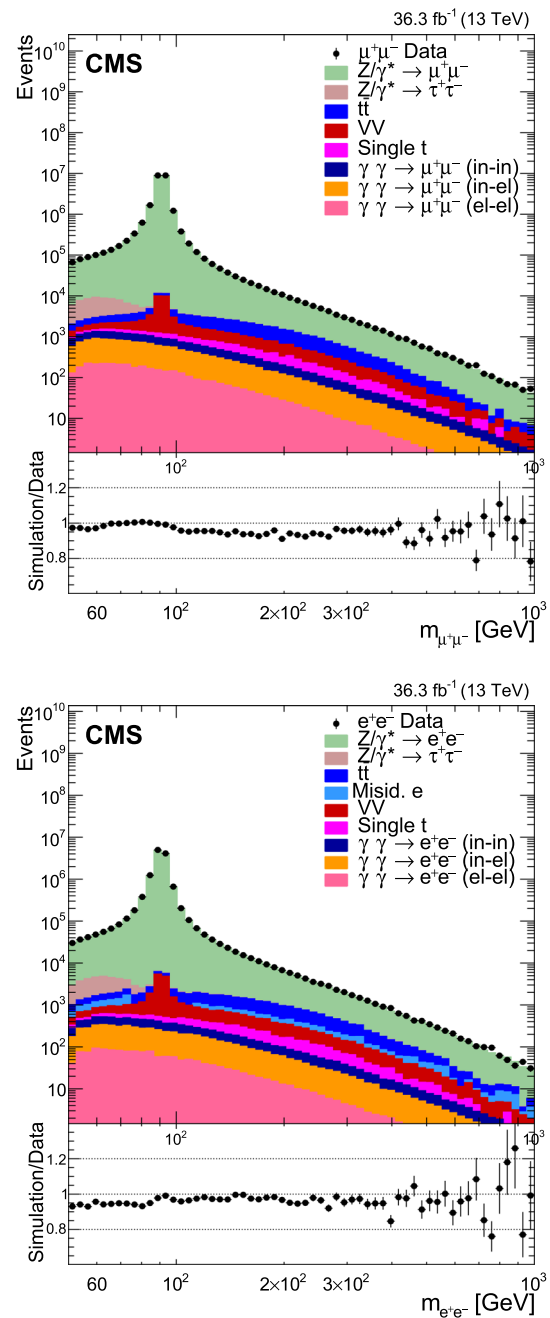 36.3 fb⁻¹ (13 TeV)
Events
CMS
μ⁺μ⁻ Data
Z/γ* → μ⁺μ⁻
Z/γ* → τ⁺τ⁻
tt̄
VV
Single t
γ γ → μ⁺μ⁻ (in-in)
γ γ → μ⁺μ⁻ (in-el)
γ γ → μ⁺μ⁻ (el-el)
10¹⁰
10⁹
10⁸
10⁷
10⁶
10⁵
10⁴
10³
10²
10
10² 10³
Simulation/Data
1.2
1
0.8
60 10² 2×10² 3×10² 10³
m_μ⁺μ⁻ [GeV]
36.3 fb⁻¹ (13 TeV)
Events
CMS
e⁺e⁻ Data
Z/γ* → e⁺e⁻
Z/γ* → τ⁺τ⁻
tt̄
Misid. e
VV
Single t
γ γ → e⁺e⁻ (in-in)
γ γ → e⁺e⁻ (in-el)
γ γ → e⁺e⁻ (el-el)
10¹⁰
10⁹
10⁸
10⁷
10⁶
10⁵
10⁴
10³
10²
10
10² 10³
Simulation/Data
1.2
1
0.8
60 10² 2×10² 3×10² 10³
m_e⁺e⁻ [GeV]